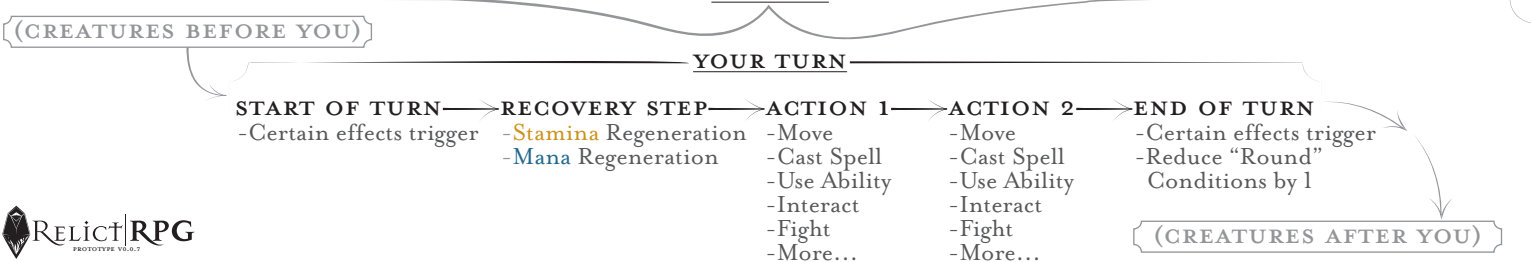 (CREATURES BEFORE YOU)
YOUR TURN
START OF TURN
-Certain effects trigger
RECOVERY STEP
-Stamina Regeneration
-Mana Regeneration
ACTION 1
-Move
-Cast Spell
-Use Ability
-Interact
-Fight
-More...
ACTION 2
-Move
-Cast Spell
-Use Ability
-Interact
-Fight
-More...
END OF TURN
-Certain effects trigger
-Reduce “Round”
Conditions by 1
(CREATURES AFTER YOU)
RELICT|RPG
PROTOTYPE V0.0.7